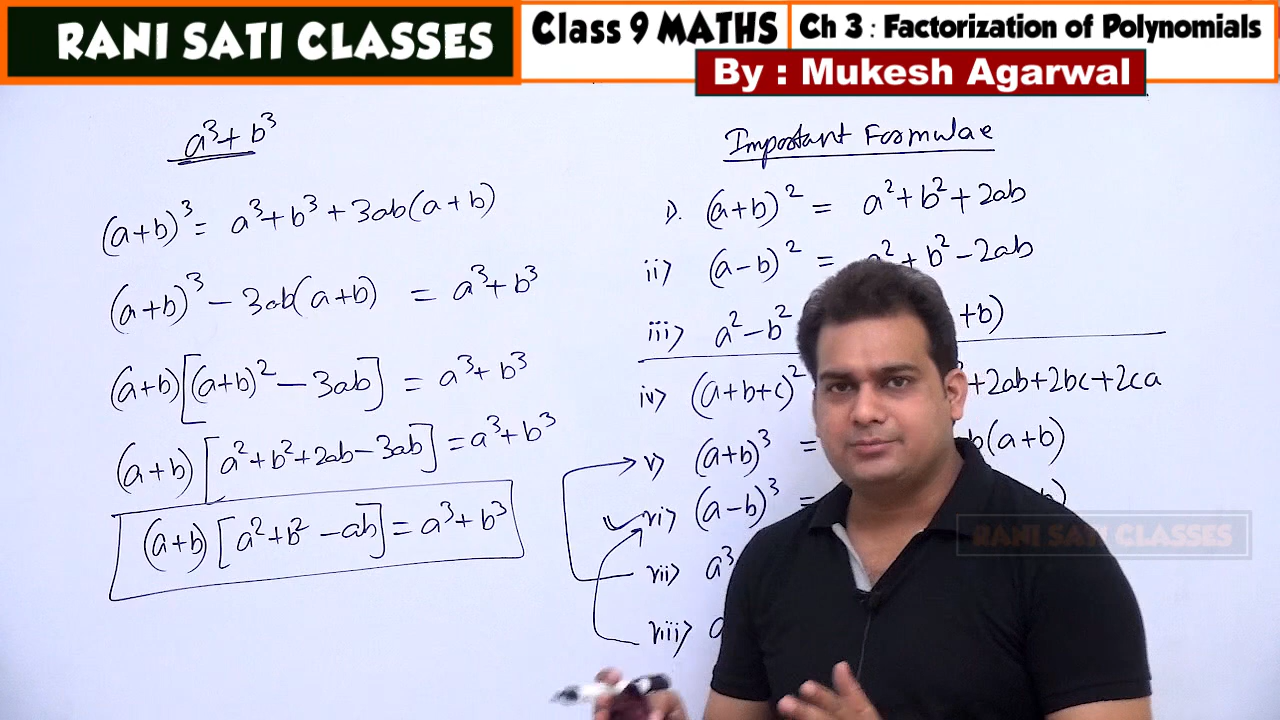 RANI SATI CLASSES
Class 9 MATHS
Ch 3 : Factorization of Polynomials
By : Mukesh Agarwal
a³+b³
(a+b)³ = a³+b³+3ab(a+b)
(a+b)³ - 3ab(a+b) = a³+b³
(a+b)[(a+b)² - 3ab] = a³+b³
(a+b)[a²+b²+2ab-3ab] = a³+b³
(a+b)[a²+b²-ab] = a³+b³
Important Formulae
i). (a+b)² = a²+b²+2ab
ii) (a-b)² = a²+b²-2ab
iii) a²-b² +b)
iv) (a+b+c)² +2ab+2bc+2ca
v) (a+b)³ = b(a+b)
vi) (a-b)³ = )
vii) a³
viii) a
RANI SATI CLASSES